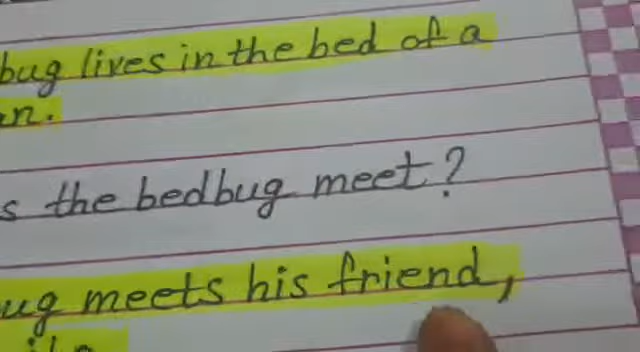 bug lives in the bed of a
n.
s the bedbug meet?
ug meets his friend,